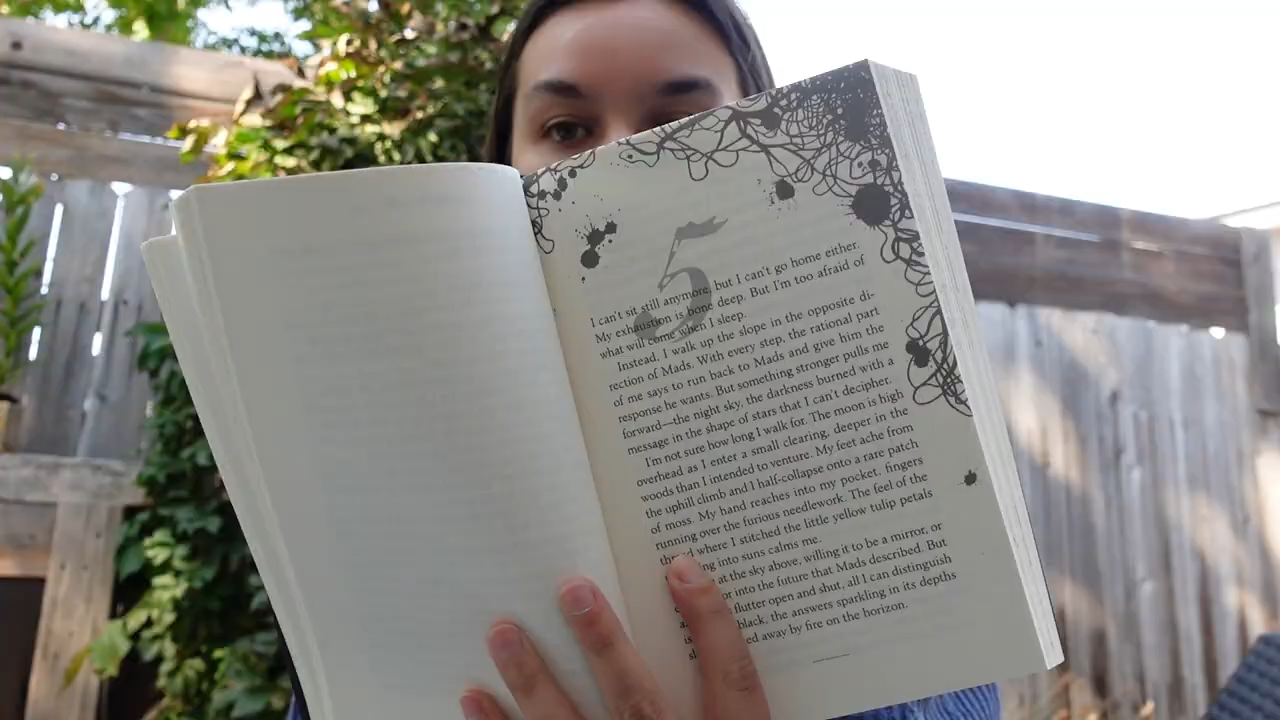 5
I can't sit still anymore, but I can't go home either.
My exhaustion is bone deep. But I'm too afraid of
what will come when I sleep.
Instead, I walk up the slope in the opposite di-
rection of Mads. With every step, the rational part
of me says to run back to Mads and give him the
response he wants. But something stronger pulls me
forward—the night sky, the darkness burned with a
message in the shape of stars that I can't decipher.
I'm not sure how long I walk for. The moon is high
overhead as I enter a small clearing, deeper in the
woods than I intended to venture. My feet ache from
the uphill climb and I half-collapse onto a rare patch
of moss. My hand reaches into my pocket, fingers
running over the furious needlework. The feel of the
thread where I stitched the little yellow tulip petals
into suns calms me.
at the sky above, willing it to be a mirror, or
or into the future that Mads described. But
flutter open and shut, all I can distinguish
black, the answers sparkling in its depths
away by fire on the horizon.